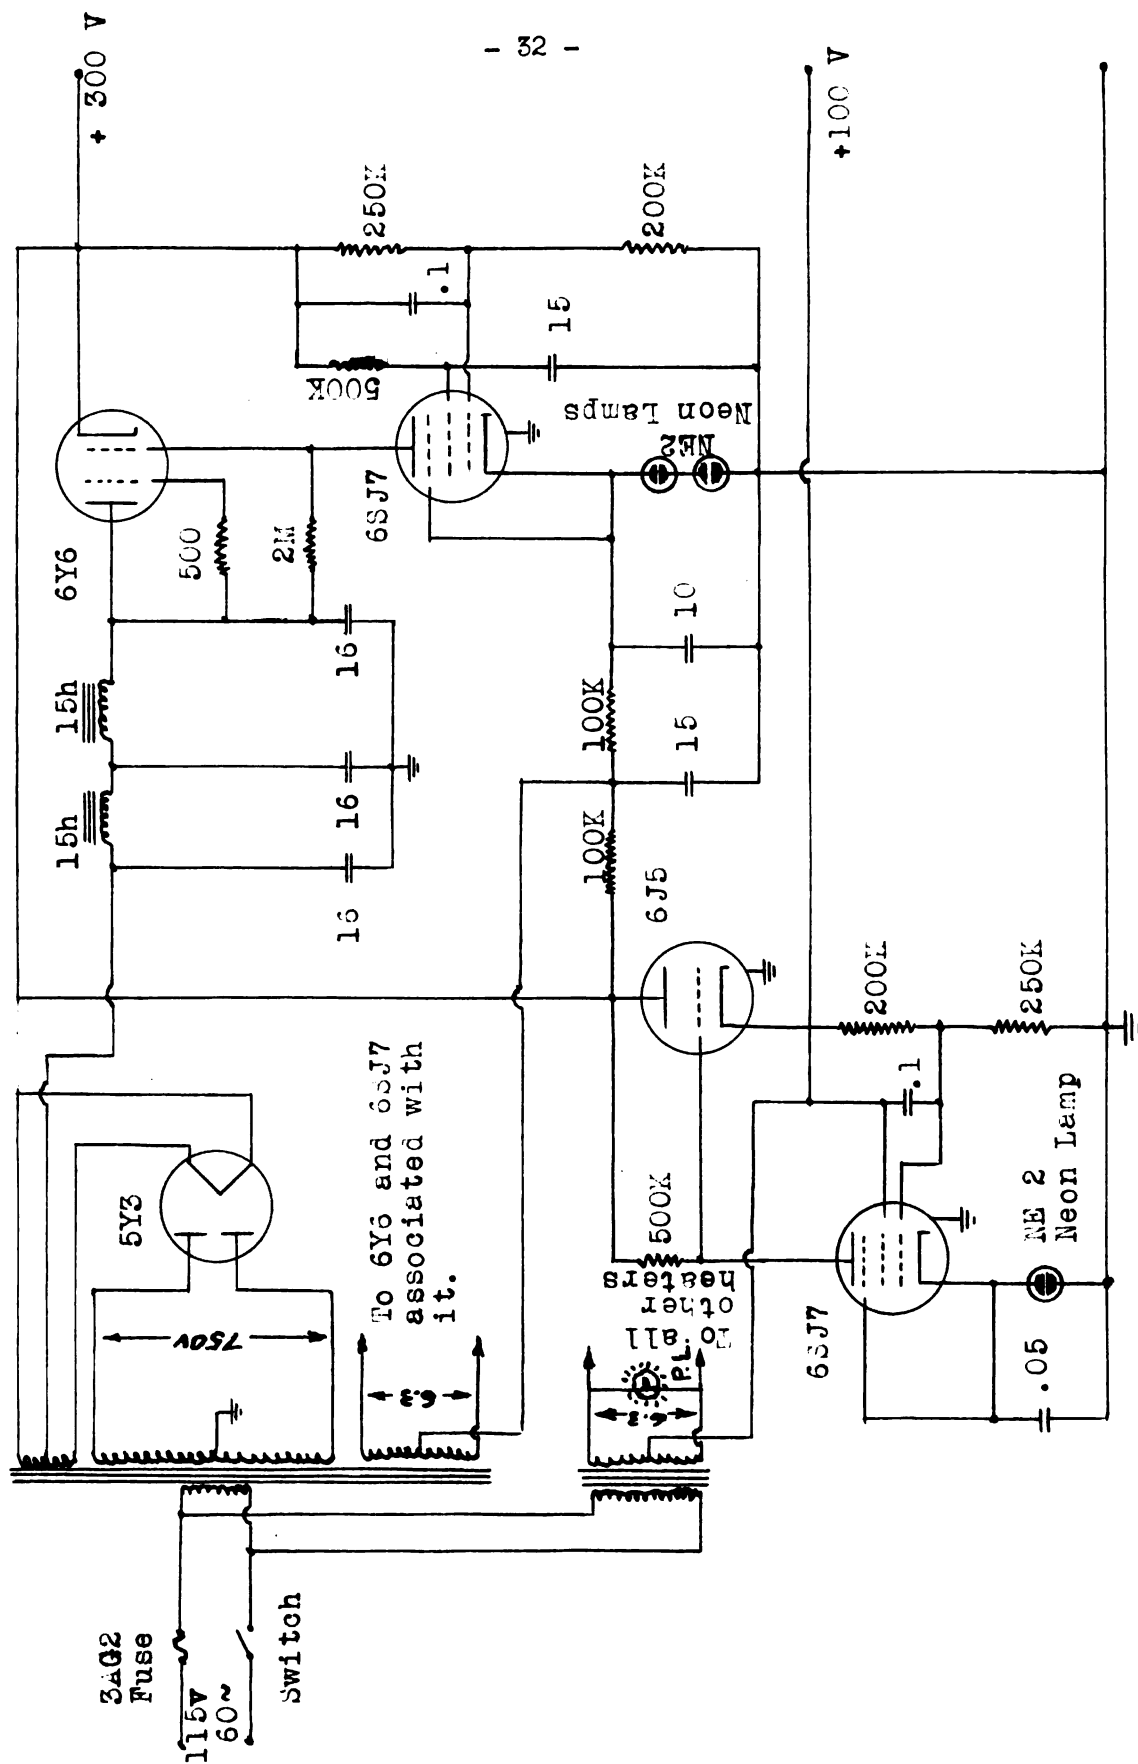 - 32 -
+ 300 V
+100 V
250K
200K
.1
15
500K
Neon Lamps
NE2
6SJ7
6Y6
500
2M
15h
15h
16
16
16
10
15
100K
100K
6J5
200K
250K
.1
500K
NE 2
Neon Lamp
6SJ7
.05
5Y3
750v
To 6Y6 and 6SJ7
associated with
it.
6.3
6.3
To all
other
heaters
P.L
3AG2
Fuse
115v
60~
Switch